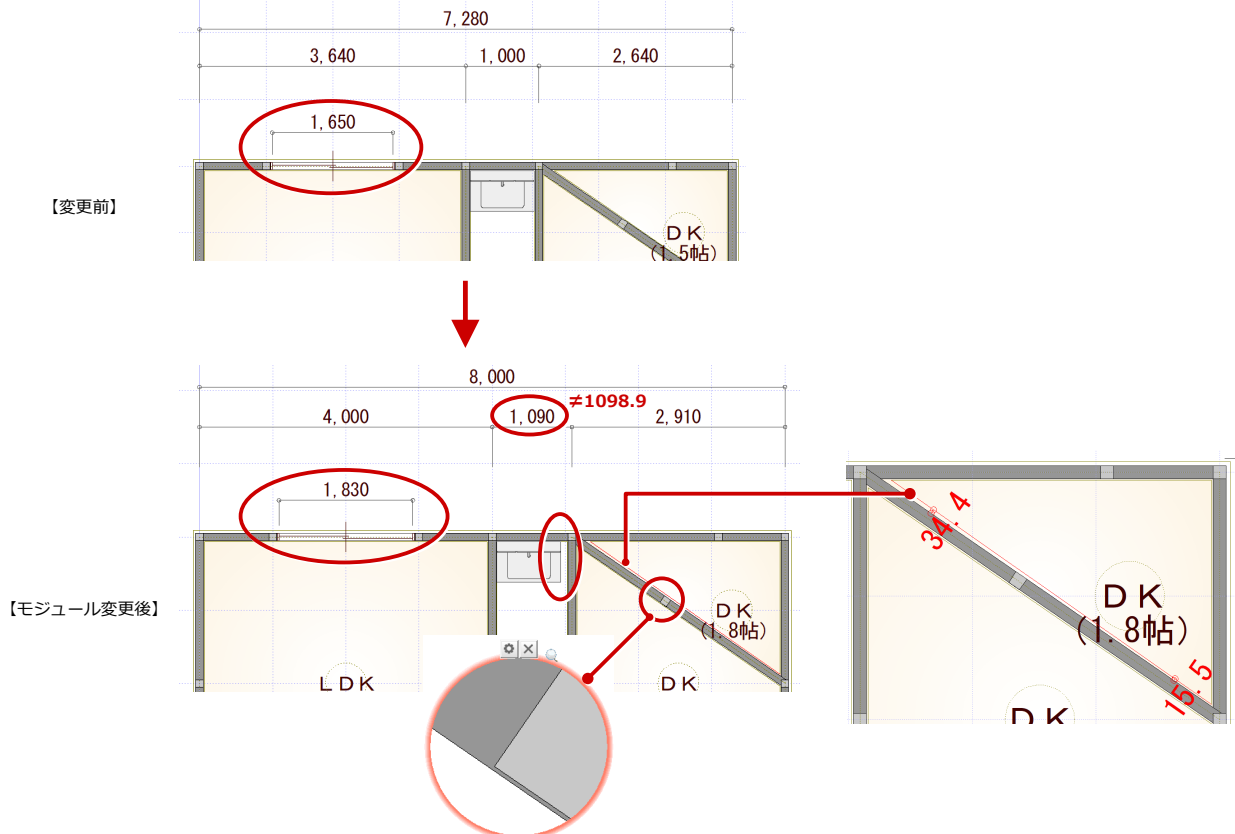 7,280
3,640
1,000
2,640
1,650
【変更前】
DK
(1.5帖)
8,000
≠1098.9
4,000
1,090
2,910
1,830
34.4
DK
(1.8帖)
【モジュール変更後】
DK
(1.8帖)
15.5
LDK
DK
DK